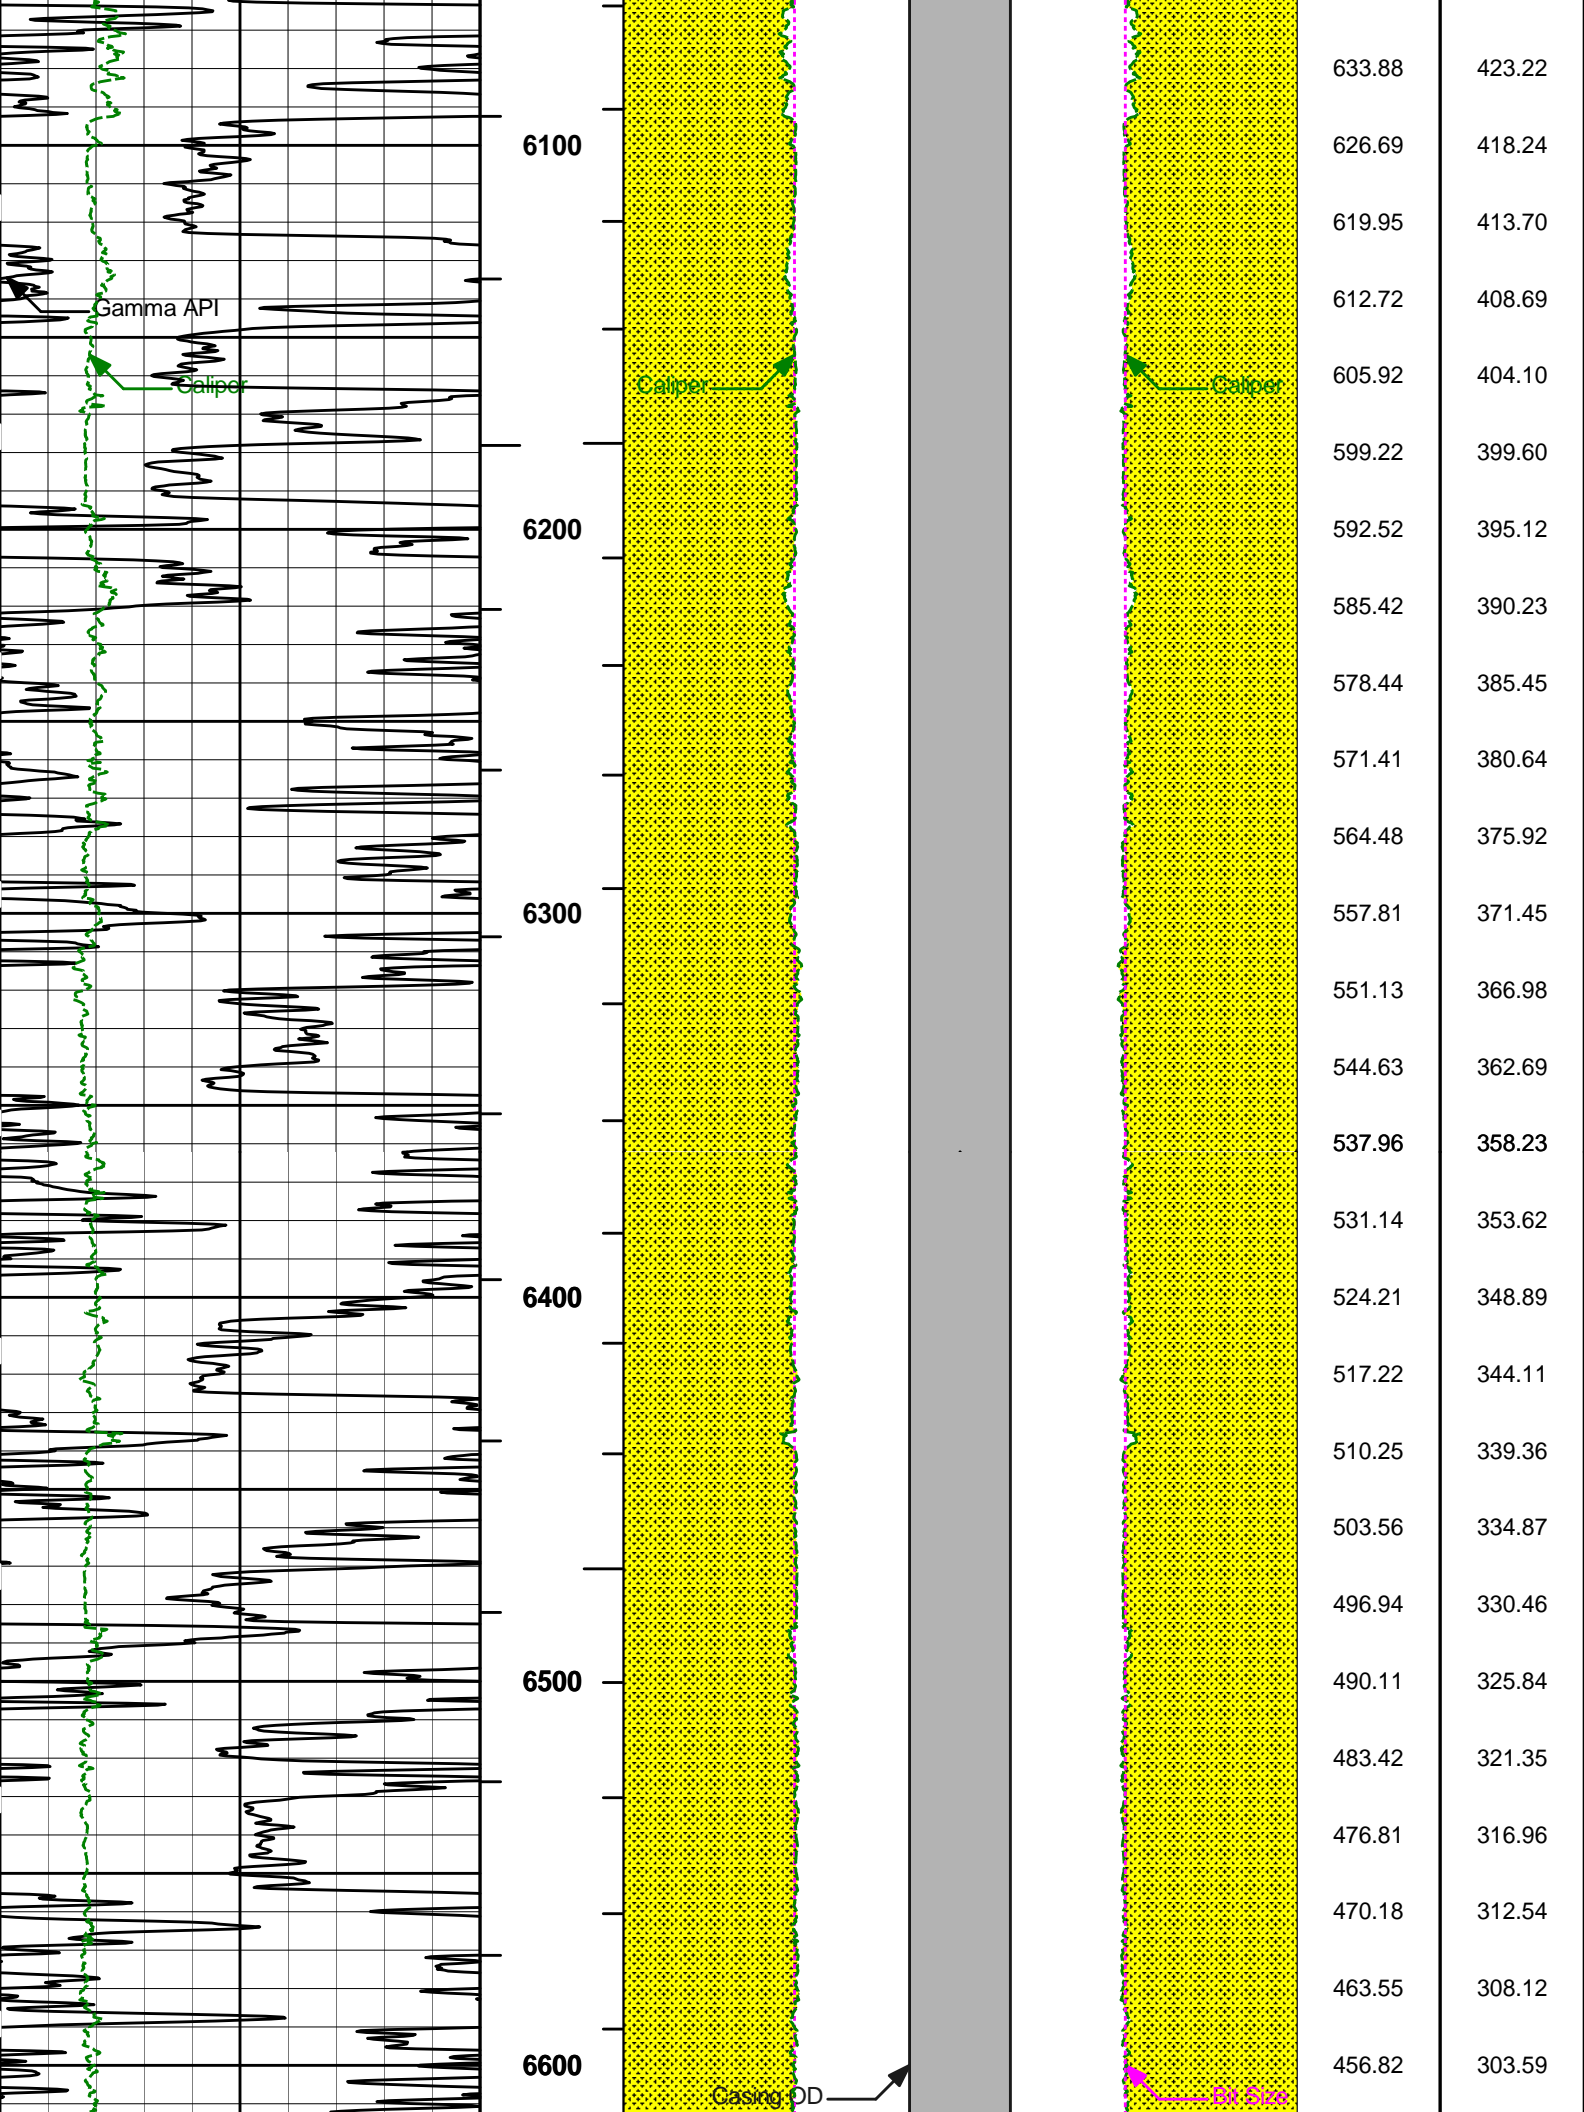 633.88 423.22
6100 626.69 418.24
619.95 413.70
Gamma API 612.72 408.69
Caliper Caliper Caliper 605.92 404.10
599.22 399.60
6200 592.52 395.12
585.42 390.23
578.44 385.45
571.41 380.64
564.48 375.92
6300 557.81 371.45
551.13 366.98
544.63 362.69
537.96 358.23
531.14 353.62
6400 524.21 348.89
517.22 344.11
510.25 339.36
503.56 334.87
496.94 330.46
6500 490.11 325.84
483.42 321.35
476.81 316.96
470.18 312.54
463.55 308.12
6600 456.82 303.59
Casing OD Bit Size